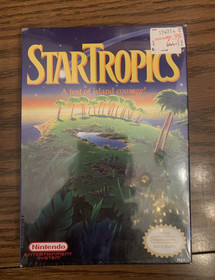 STARTROPICS
A test of island courage!
Nintendo
ENTERTAINMENT
SYSTEM